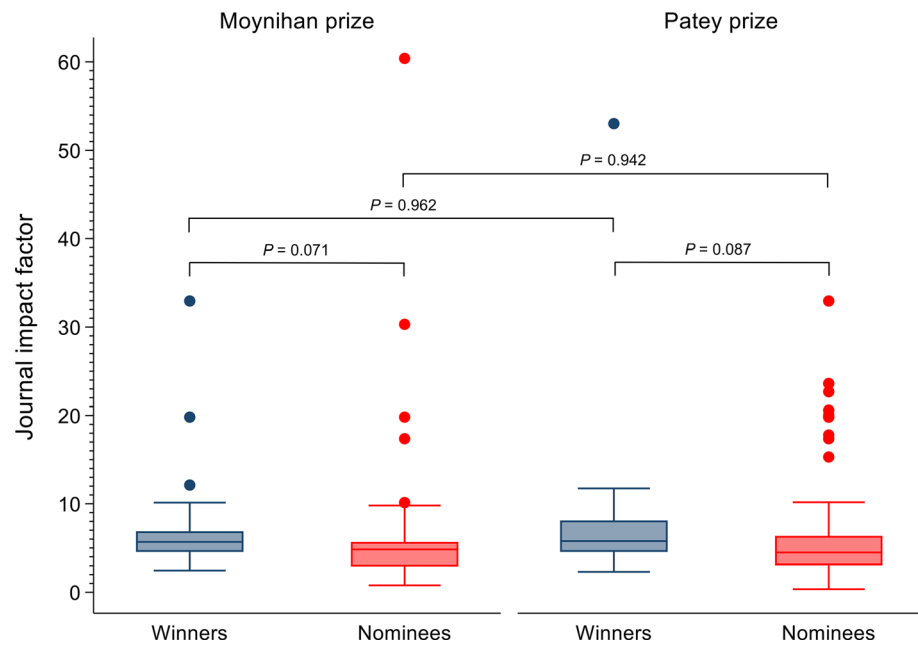 Moynihan prize
Patey prize
Journal impact factor
60
50
40
30
20
10
0
P = 0.942
P = 0.962
P = 0.071
P = 0.087
Winners
Nominees
Winners
Nominees